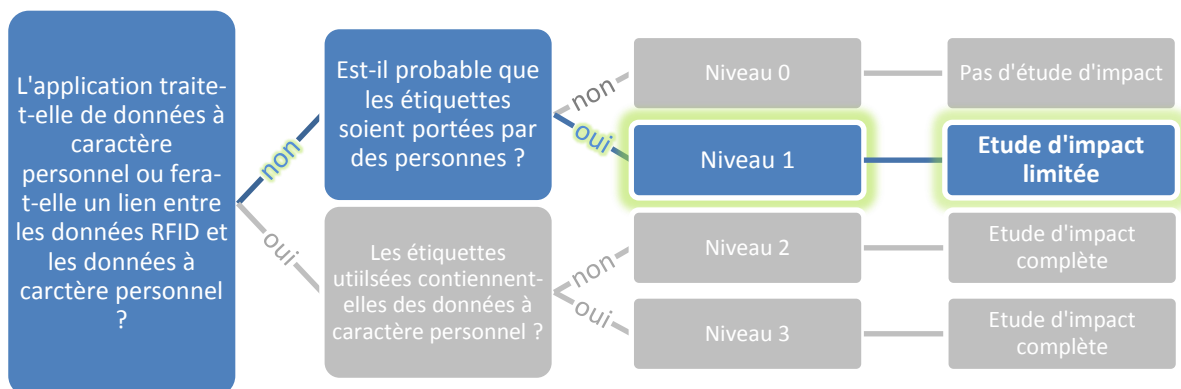 L'application traite-
t-elle de données à
caractère
personnel ou fera-
t-elle un lien entre
les données RFID et
les données à
carctère personnel
?
non
oui
Est-il probable que
les étiquettes
soient portées par
des personnes ?
non
oui
Les étiquettes
utiilsées contiennent-
elles des données à
caractère personnel ?
non
oui
Niveau 0
Pas d'étude d'impact
Niveau 1
Etude d'impact
limitée
Niveau 2
Etude d'impact
complète
Niveau 3
Etude d'impact
complète